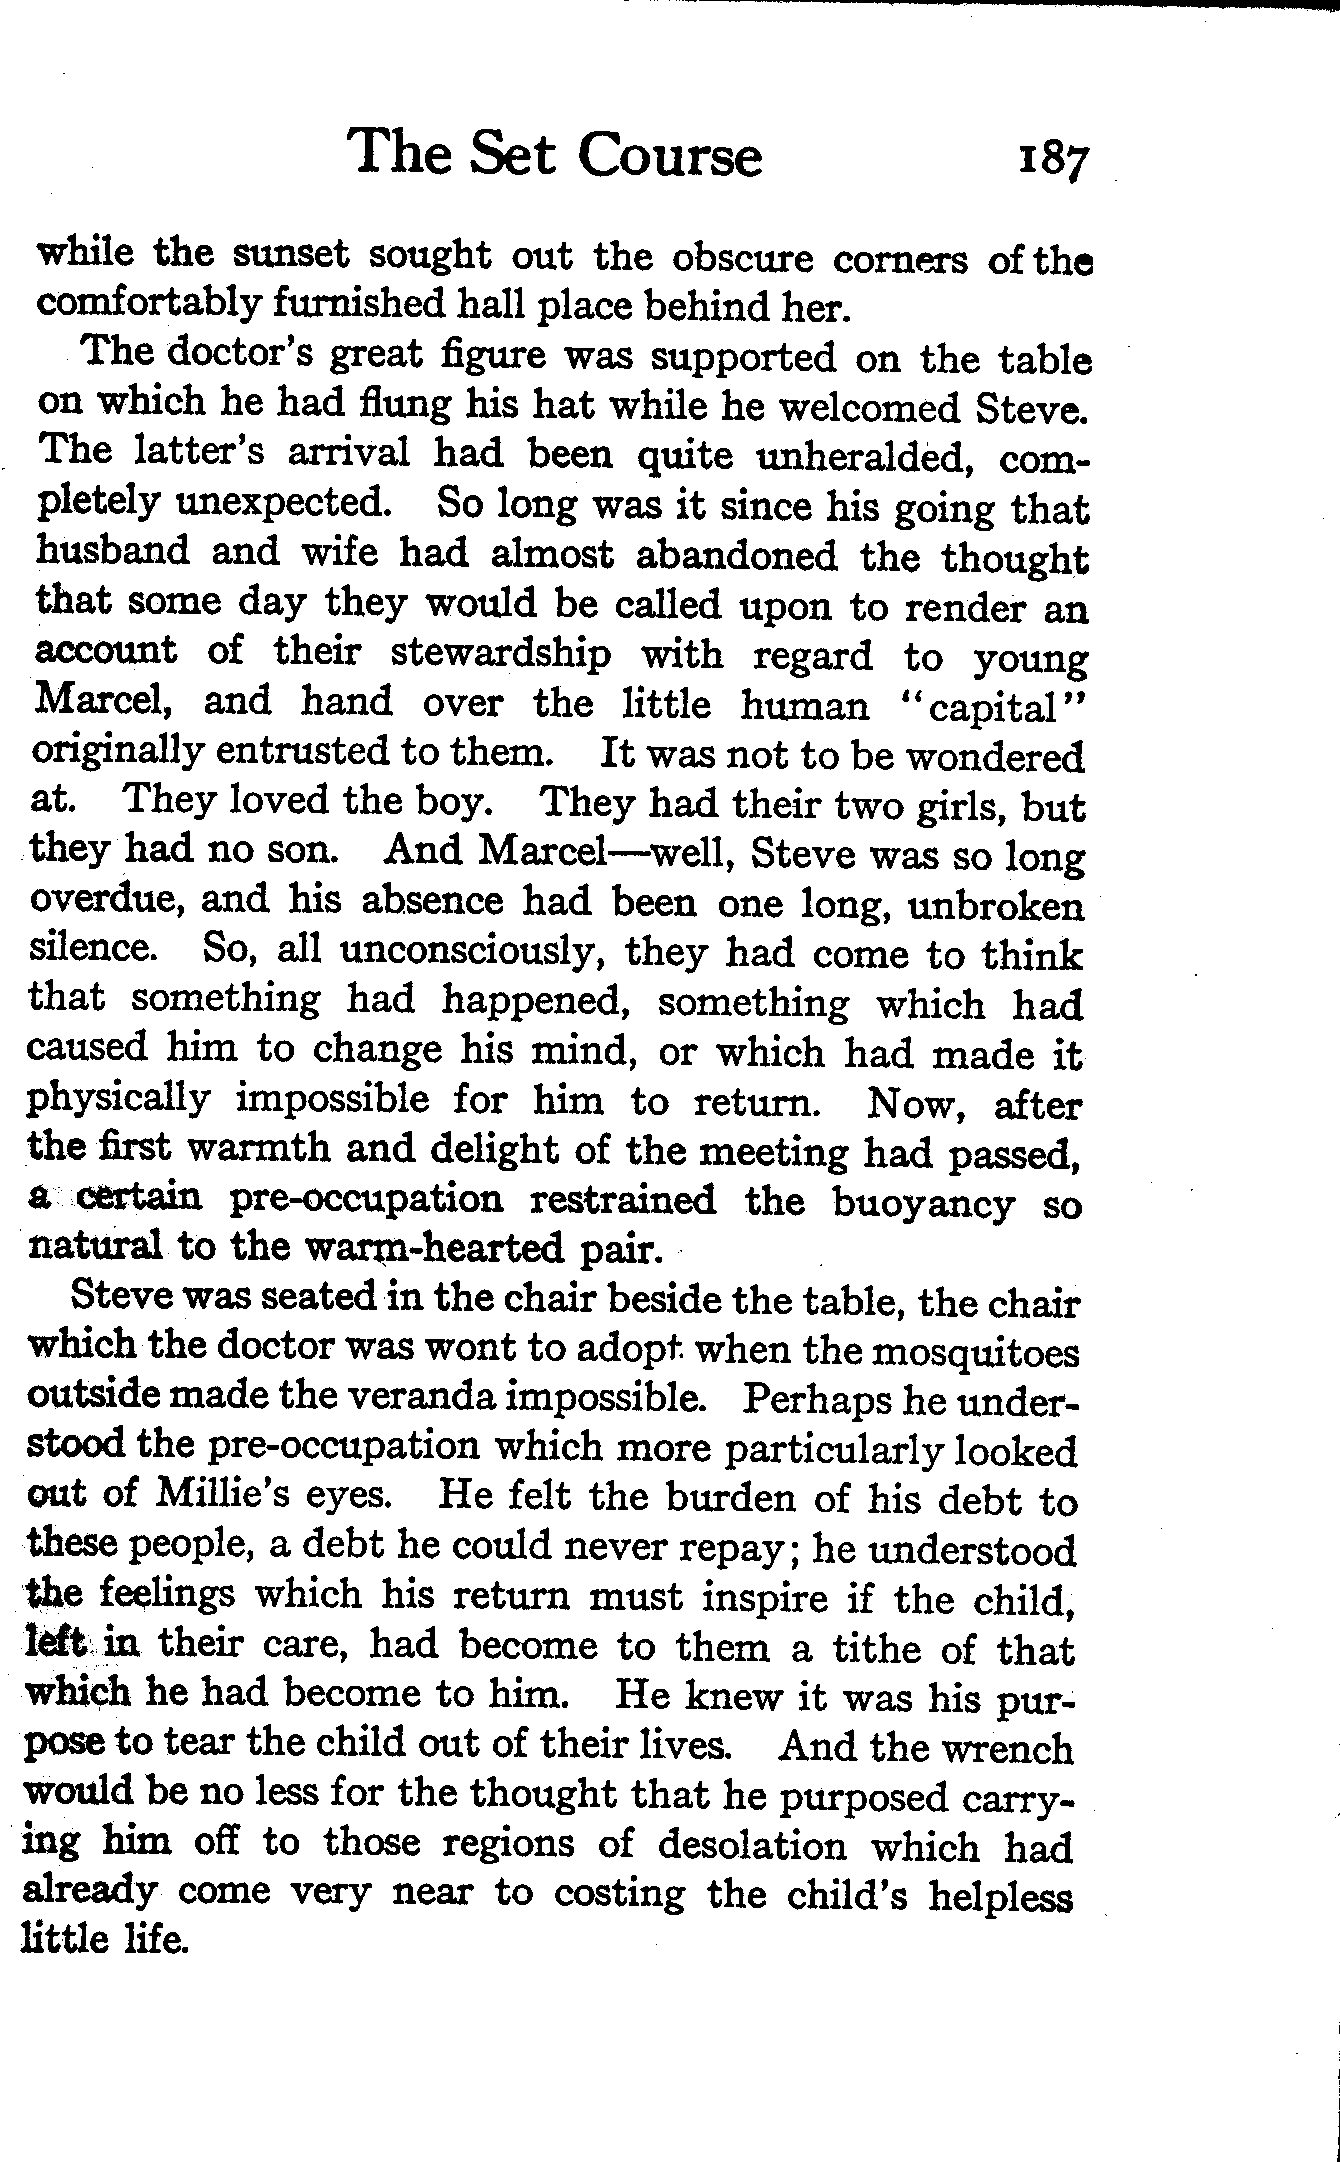 The Set Course 187
while the sunset sought out the obscure corners of the
comfortably furnished hall place behind her.
The doctor's great figure was supported on the table
on which he had flung his hat while he welcomed Steve.
The latter's arrival had been quite unheralded, com-
pletely unexpected. So long was it since his going that
husband and wife had almost abandoned the thought
that some day they would be called upon to render an
account of their stewardship with regard to young
Marcel, and hand over the little human "capital"
originally entrusted to them. It was not to be wondered
at. They loved the boy. They had their two girls, but
they had no son. And Marcel—well, Steve was so long
overdue, and his absence had been one long, unbroken
silence. So, all unconsciously, they had come to think
that something had happened, something which had
caused him to change his mind, or which had made it
physically impossible for him to return. Now, after
the first warmth and delight of the meeting had passed,
a certain pre-occupation restrained the buoyancy so
natural to the warm-hearted pair.
Steve was seated in the chair beside the table, the chair
which the doctor was wont to adopt when the mosquitoes
outside made the veranda impossible. Perhaps he under-
stood the pre-occupation which more particularly looked
out of Millie's eyes. He felt the burden of his debt to
these people, a debt he could never repay; he understood
the feelings which his return must inspire if the child,
left in their care, had become to them a tithe of that
which he had become to him. He knew it was his pur-
pose to tear the child out of their lives. And the wrench
would be no less for the thought that he purposed carry-
ing him off to those regions of desolation which had
already come very near to costing the child's helpless
little life.